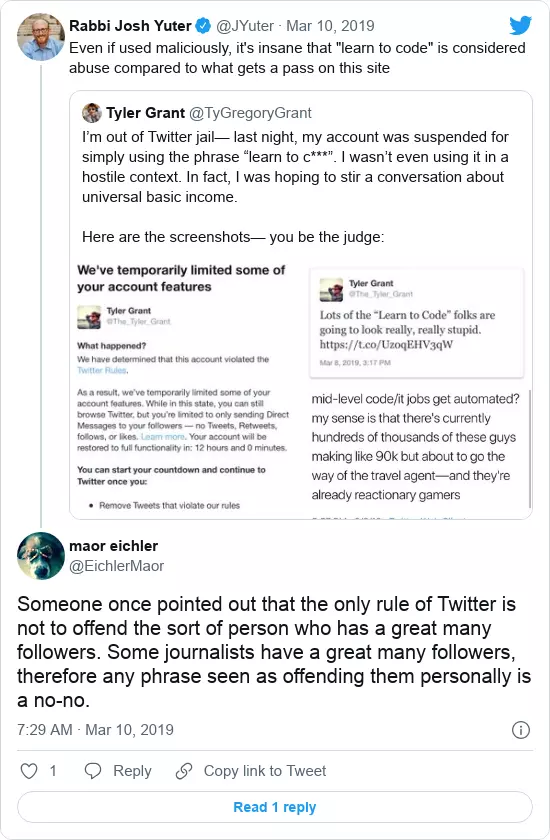 Rabbi Josh Yuter @JYuter · Mar 10, 2019
Even if used maliciously, it's insane that "learn to code" is considered
abuse compared to what gets a pass on this site
Tyler Grant @TyGregoryGrant
I’m out of Twitter jail— last night, my account was suspended for
simply using the phrase “learn to c***”. I wasn’t even using it in a
hostile context. In fact, I was hoping to stir a conversation about
universal basic income.
Here are the screenshots— you be the judge:
We've temporarily limited some of
your account features
Tyler Grant
@The_Tyler_Grant
What happened?
We have determined that this account violated the
Twitter Rules.
As a result, we've temporarily limited some of your
account features. While in this state, you can still
browse Twitter, but you're limited to only sending Direct
Messages to your followers — no Tweets, Retweets,
follows, or likes. Learn more. Your account will be
restored to full functionality in: 12 hours and 0 minutes.
You can start your countdown and continue to
Twitter once you:
• Remove Tweets that violate our rules
Tyler Grant
@The_Tyler_Grant
Lots of the “Learn to Code” folks are
going to look really, really stupid.
https://t.co/UzoqEHV3qW
Mar 8, 2019, 3:17 PM
mid-level code/it jobs get automated?
my sense is that there's currently
hundreds of thousands of these guys
making like 90k but about to go the
way of the travel agent—and they're
already reactionary gamers
maor eichler
@EichlerMaor
Someone once pointed out that the only rule of Twitter is
not to offend the sort of person who has a great many
followers. Some journalists have a great many followers,
therefore any phrase seen as offending them personally is
a no-no.
7:29 AM · Mar 10, 2019
1 Reply Copy link to Tweet
Read 1 reply